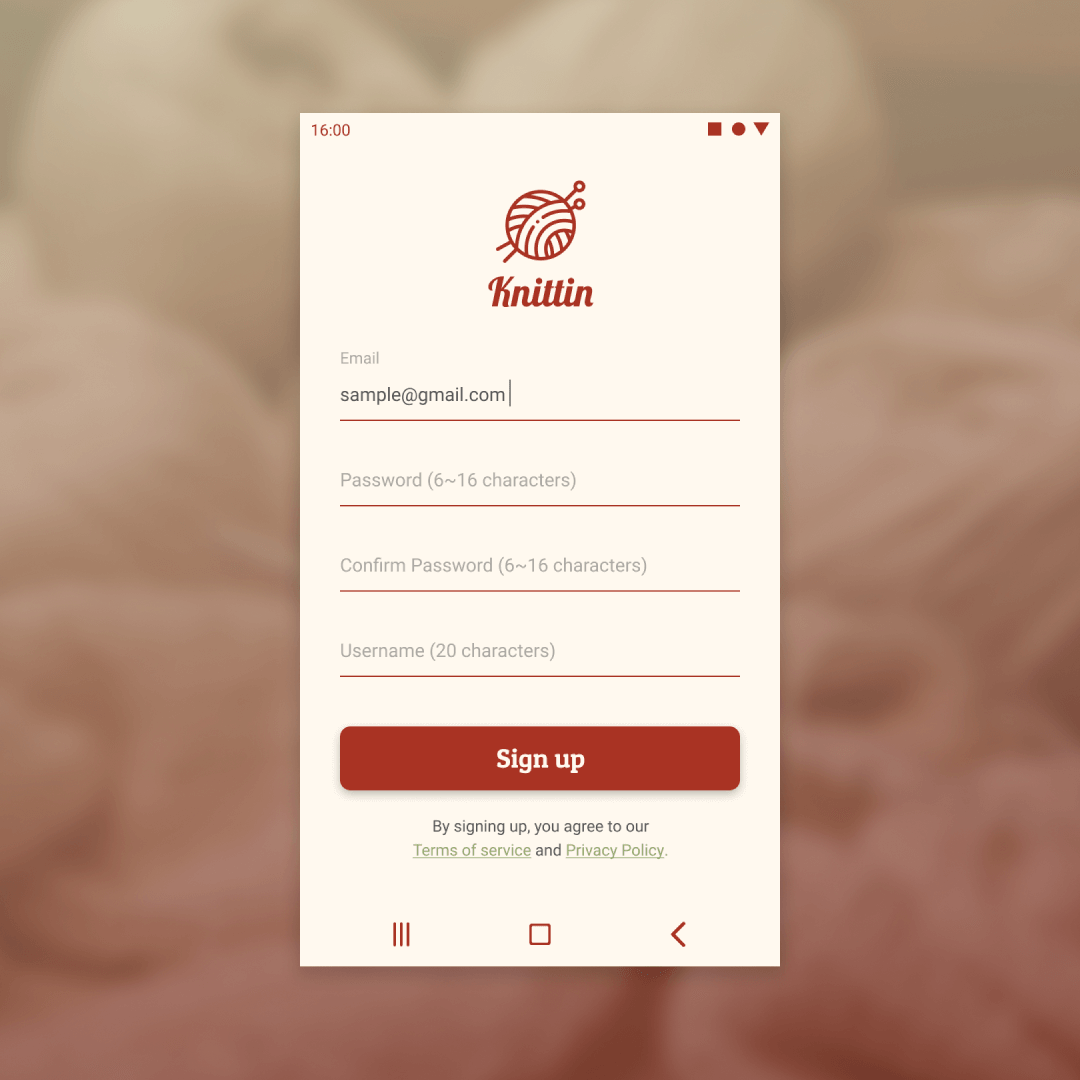 16:00
Knittin
Email
sample@gmail.com
Password (6~16 characters)
Confirm Password (6~16 characters)
Username (20 characters)
Sign up
By signing up, you agree to our
Terms of service and Privacy Policy.